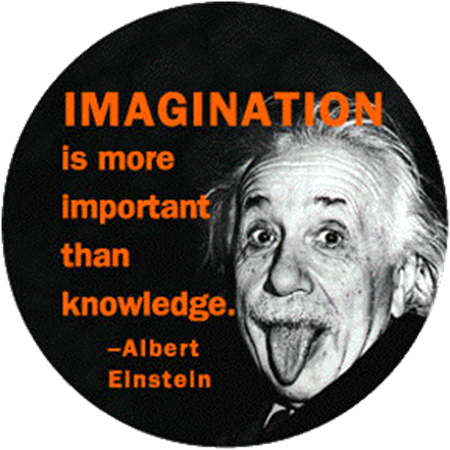 IMAGINATION
is more
important
than
knowledge.
–Albert
Einstein